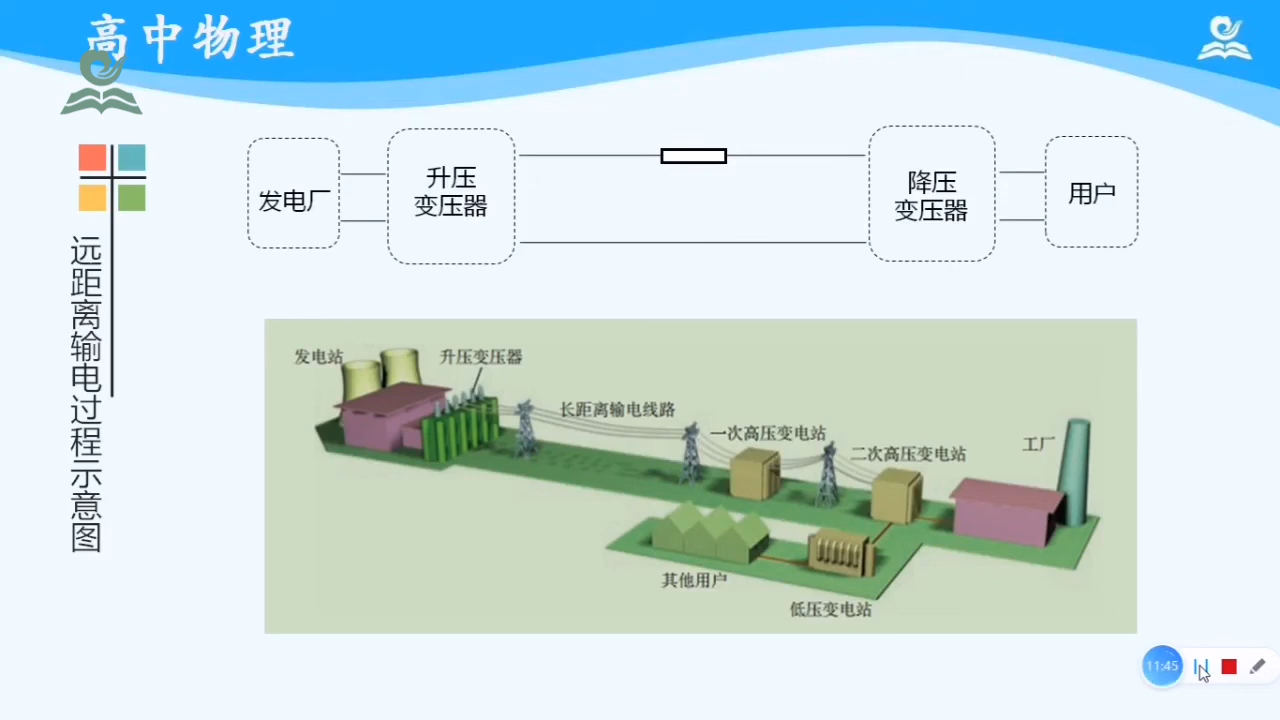 高中物理
远距离输电过程示意图
发电厂
升压
变压器
降压
变压器
用户
发电站
升压变压器
长距离输电线路
一次高压变电站
二次高压变电站
工厂
其他用户
低压变电站
11:45